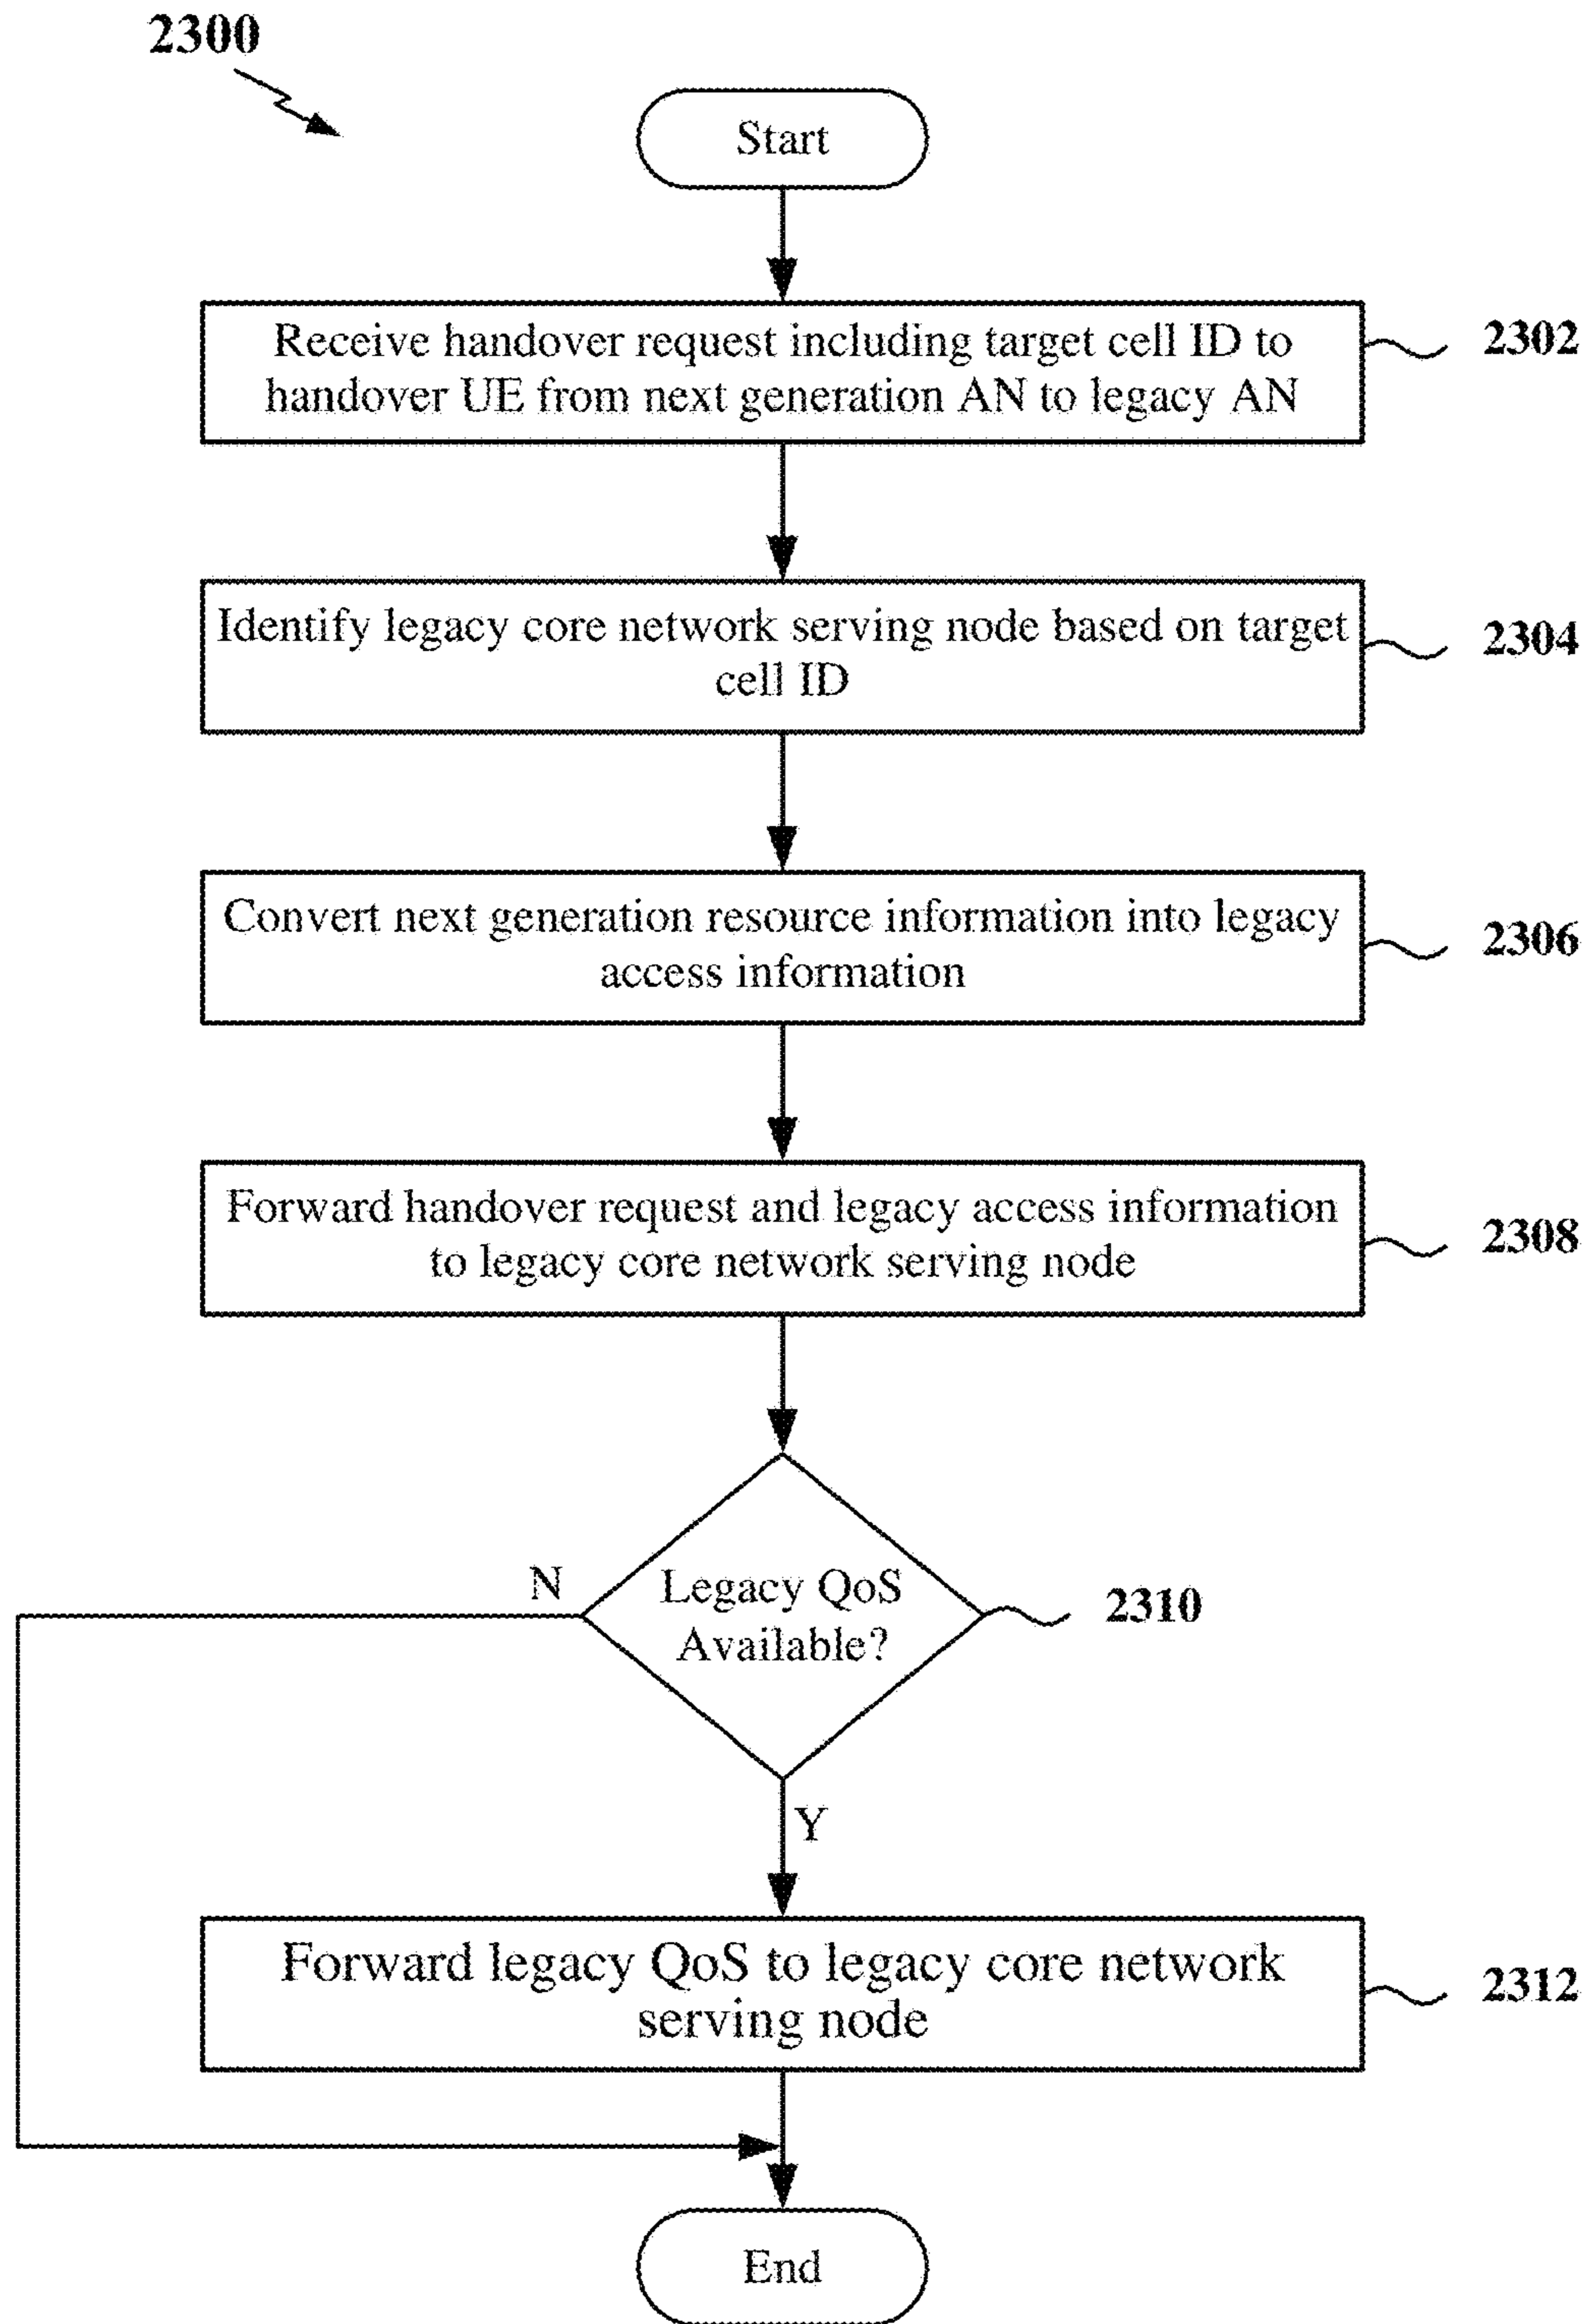 2300
Start
Receive handover request including target cell ID to
handover UE from next generation AN to legacy AN
2302
Identify legacy core network serving node based on target
cell ID
2304
Convert next generation resource information into legacy
access information
2306
Forward handover request and legacy access information
to legacy core network serving node
2308
N
Legacy QoS
Available?
2310
Y
Forward legacy QoS to legacy core network
serving node
2312
End